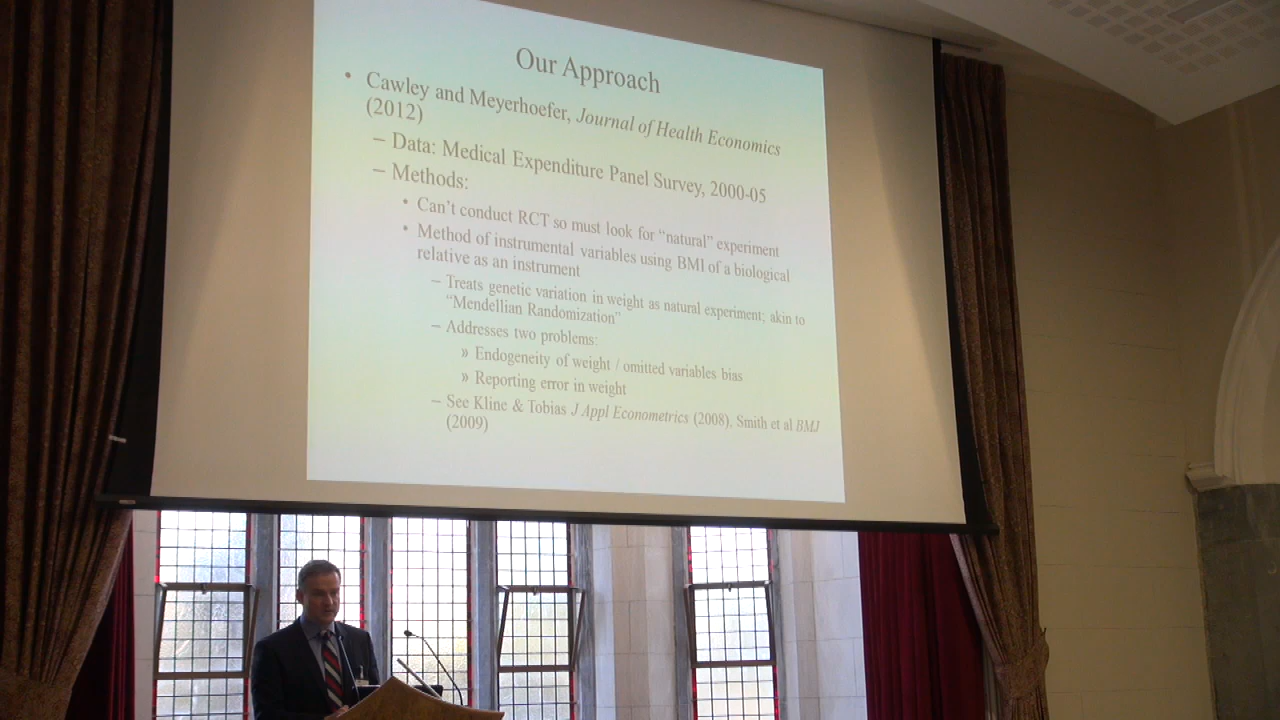 Our Approach
• Cawley and Meyerhoefer, Journal of Health Economics
(2012)
– Data: Medical Expenditure Panel Survey, 2000-05
– Methods:
• Can't conduct RCT so must look for "natural" experiment
• Method of instrumental variables using BMI of a biological
relative as an instrument
– Treats genetic variation in weight as natural experiment; akin to
"Mendellian Randomization"
– Addresses two problems:
» Endogeneity of weight / omitted variables bias
» Reporting error in weight
– See Kline & Tobias J Appl Econometrics (2008), Smith et al BMJ
(2009)